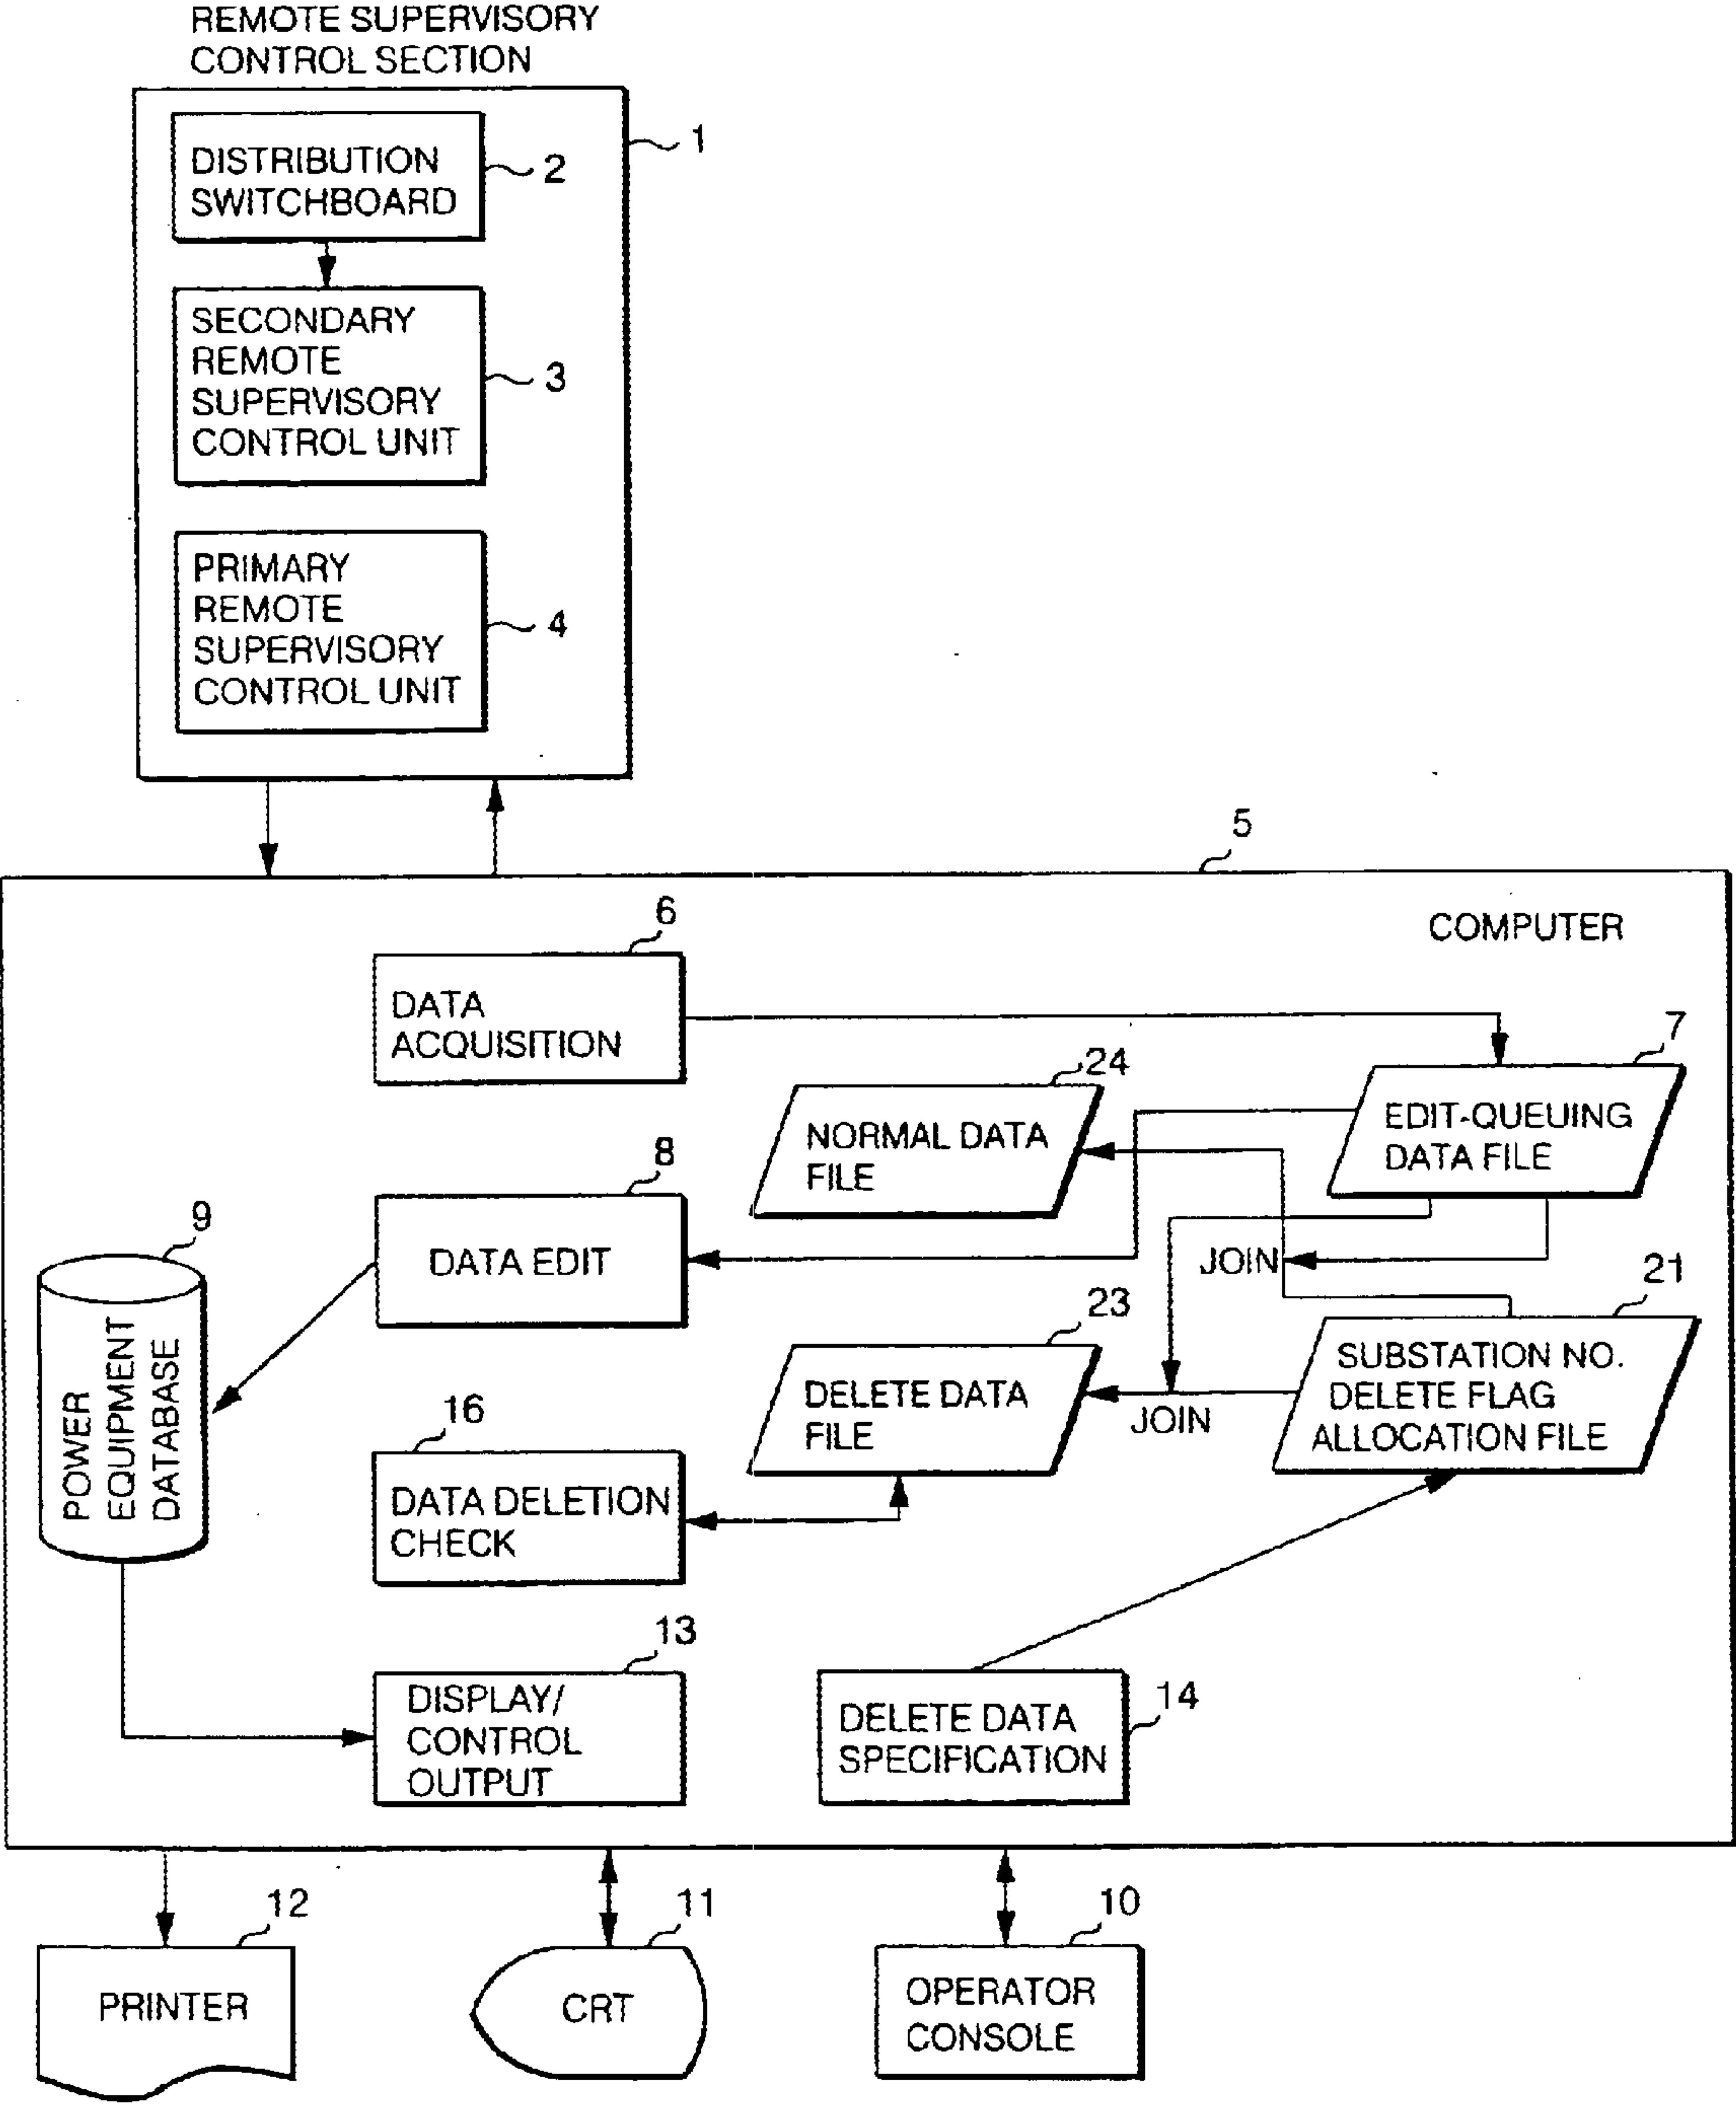 REMOTE SUPERVISORY
CONTROL SECTION
1
DISTRIBUTION
SWITCHBOARD
2
SECONDARY
REMOTE
SUPERVISORY
CONTROL UNIT
3
PRIMARY
REMOTE
SUPERVISORY
CONTROL UNIT
4
5
COMPUTER
6
DATA
ACQUISITION
7
EDIT-QUEUING
DATA FILE
24
NORMAL DATA
FILE
8
DATA EDIT
9
POWER
EQUIPMENT
DATABASE
JOIN
21
SUBSTATION NO.
DELETE FLAG
ALLOCATION FILE
23
DELETE DATA
FILE
JOIN
16
DATA DELETION
CHECK
13
DISPLAY/
CONTROL
OUTPUT
14
DELETE DATA
SPECIFICATION
12
PRINTER
11
CRT
10
OPERATOR
CONSOLE